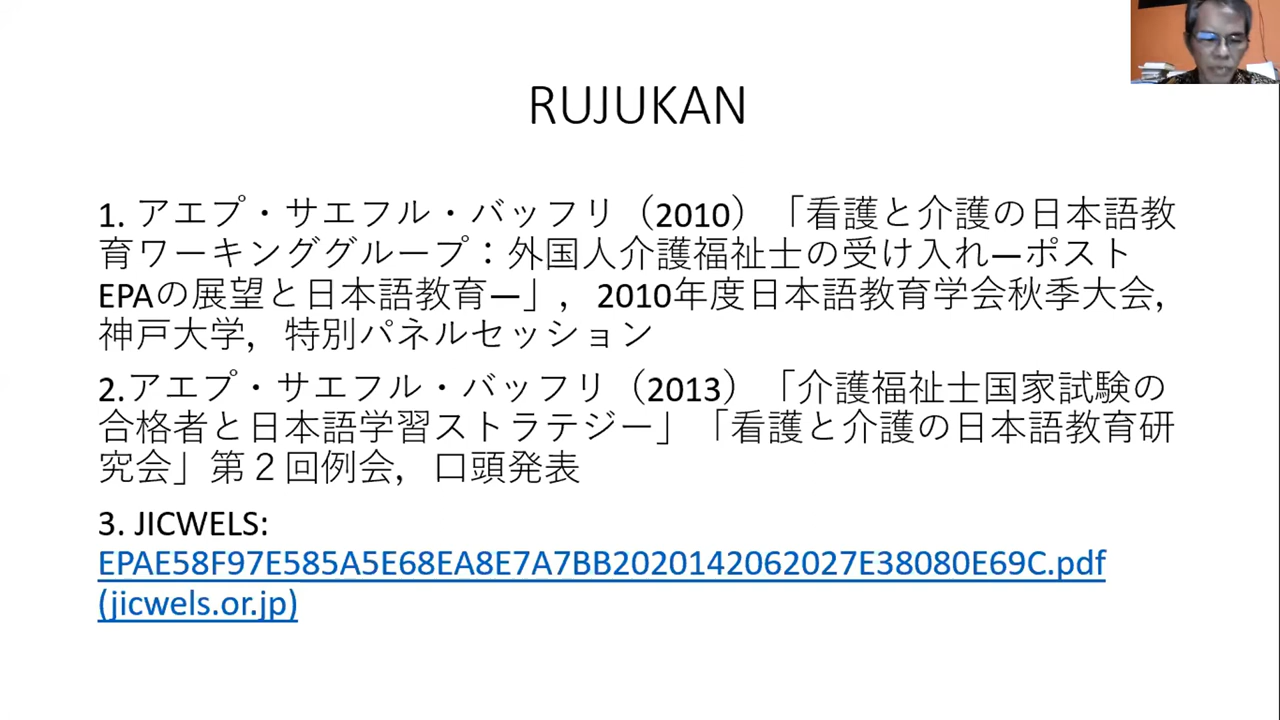 RUJUKAN
1. アエプ・サエフル・バッフリ（2010）「看護と介護の日本語教
育ワーキンググループ：外国人介護福祉士の受け入れ―ポスト
EPAの展望と日本語教育―」，2010年度日本語教育学会秋季大会，
神戸大学，特別パネルセッション
2.アエプ・サエフル・バッフリ（2013）「介護福祉士国家試験の
合格者と日本語学習ストラテジー」「看護と介護の日本語教育研
究会」第２回例会，口頭発表
3. JICWELS:
EPAE58F97E585A5E68EA8E7A7BB2020142062027E38080E69C.pdf
(jicwels.or.jp)